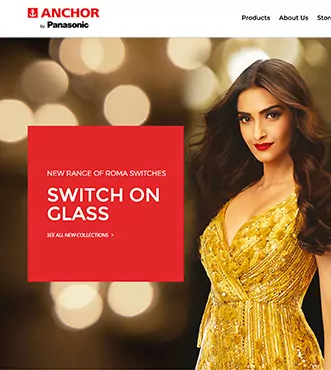 ANCHOR
by Panasonic
Products About Us Stor
NEW RANGE OF ROMA SWITCHES
SWITCH ON
GLASS
SEE ALL NEW COLLECTIONS >